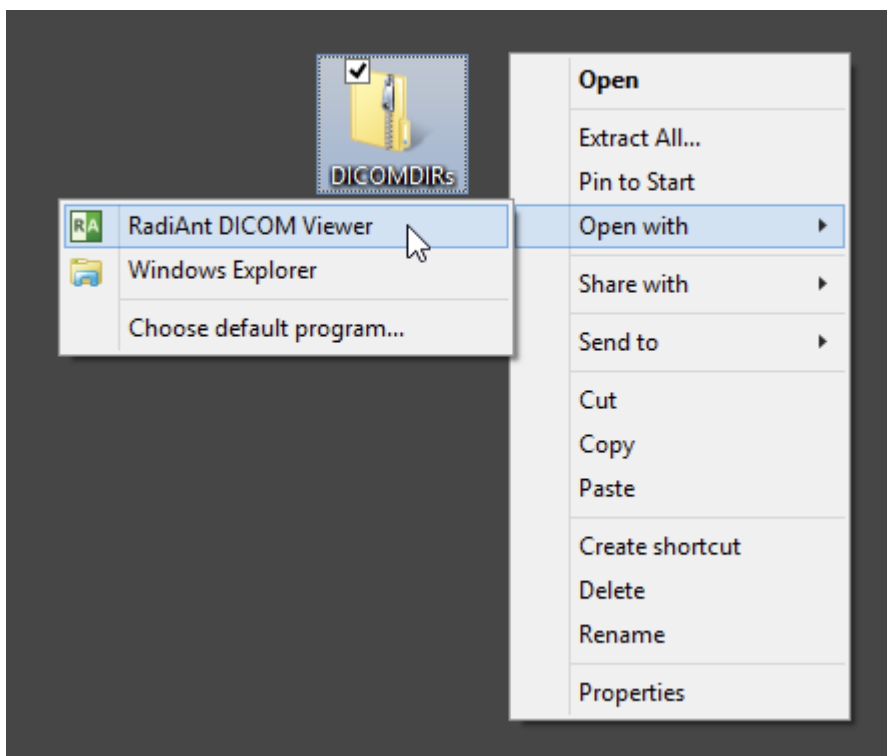 DICOMDIRs
Open
Extract All...
Pin to Start
Open with
Share with
Send to
Cut
Copy
Paste
Create shortcut
Delete
Rename
Properties
RA
RadiAnt DICOM Viewer
Windows Explorer
Choose default program...